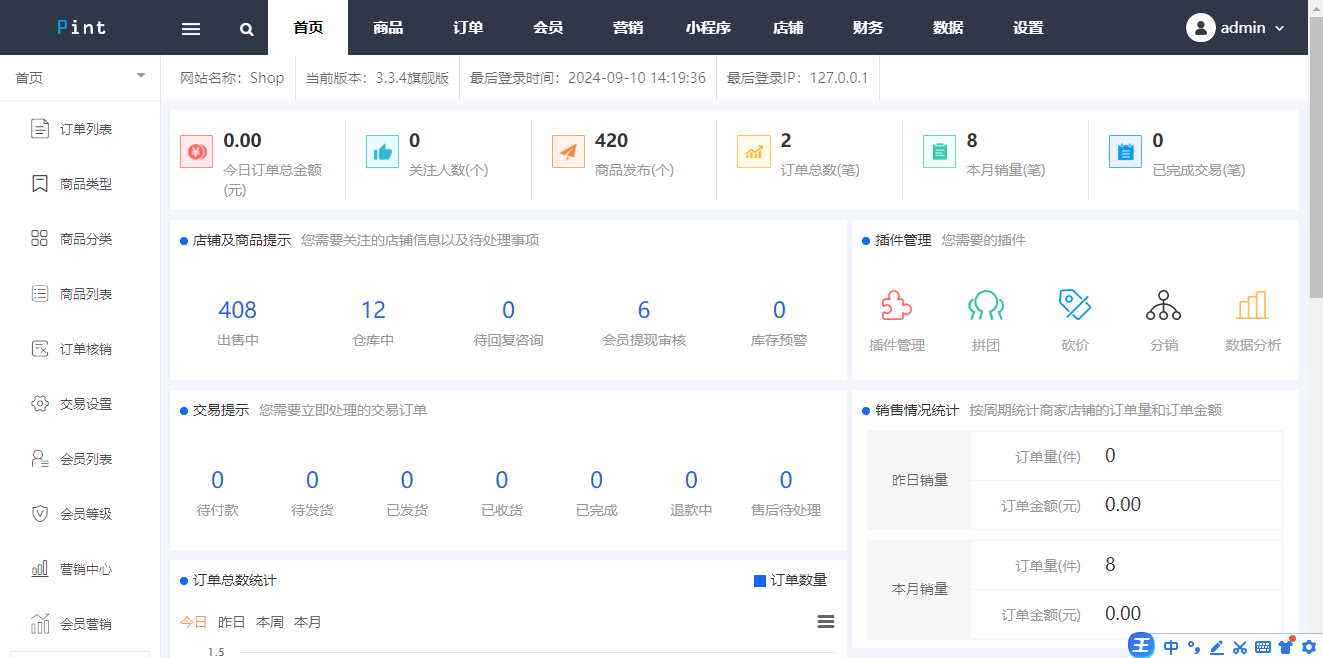 Pint 首页 商品 订单 会员 营销 小程序 店铺 财务 数据 设置 admin
首页 网站名称：Shop 当前版本：3.3.4旗舰版 最后登录时间：2024-09-10 14:19:36 最后登录IP：127.0.0.1
订单列表
商品类型
商品分类
商品列表
订单核销
交易设置
会员列表
会员等级
营销中心
会员营销
0.00
今日订单总金额
(元)
0
关注人数(个)
420
商品发布(个)
2
订单总数(笔)
8
本月销量(笔)
0
已完成交易(笔)
店铺及商品提示 您需要关注的店铺信息以及待处理事项
408 12 0 6 0
出售中 仓库中 待回复咨询 会员提现审核 库存预警
插件管理 您需要的插件
插件管理 拼团 砍价 分销 数据分析
交易提示 您需要立即处理的交易订单
0 0 0 0 0 0 0
待付款 待发货 已发货 已收货 已完成 退款中 售后待处理
销售情况统计 按周期统计商家店铺的订单量和订单金额
昨日销量
订单量(件) 0
订单金额(元) 0.00
本月销量
订单量(件) 8
订单金额(元) 0.00
订单总数统计 订单数量
今日 昨日 本周 本月
1.5
王 中